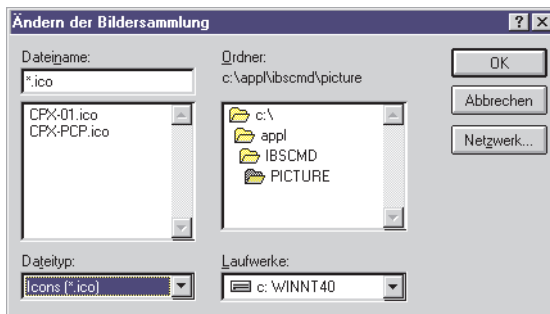 Ändern der Bildersammlung
Dateiname:
*.ico
CPX-01.ico
CPX-PCP.ico
Dateityp:
Icons (*.ico)
Ordner:
c:\appl\ibscmd\picture
c:\
appl
IBSCMD
PICTURE
Laufwerke:
c: WINNT40
OK
Abbrechen
Netzwerk...